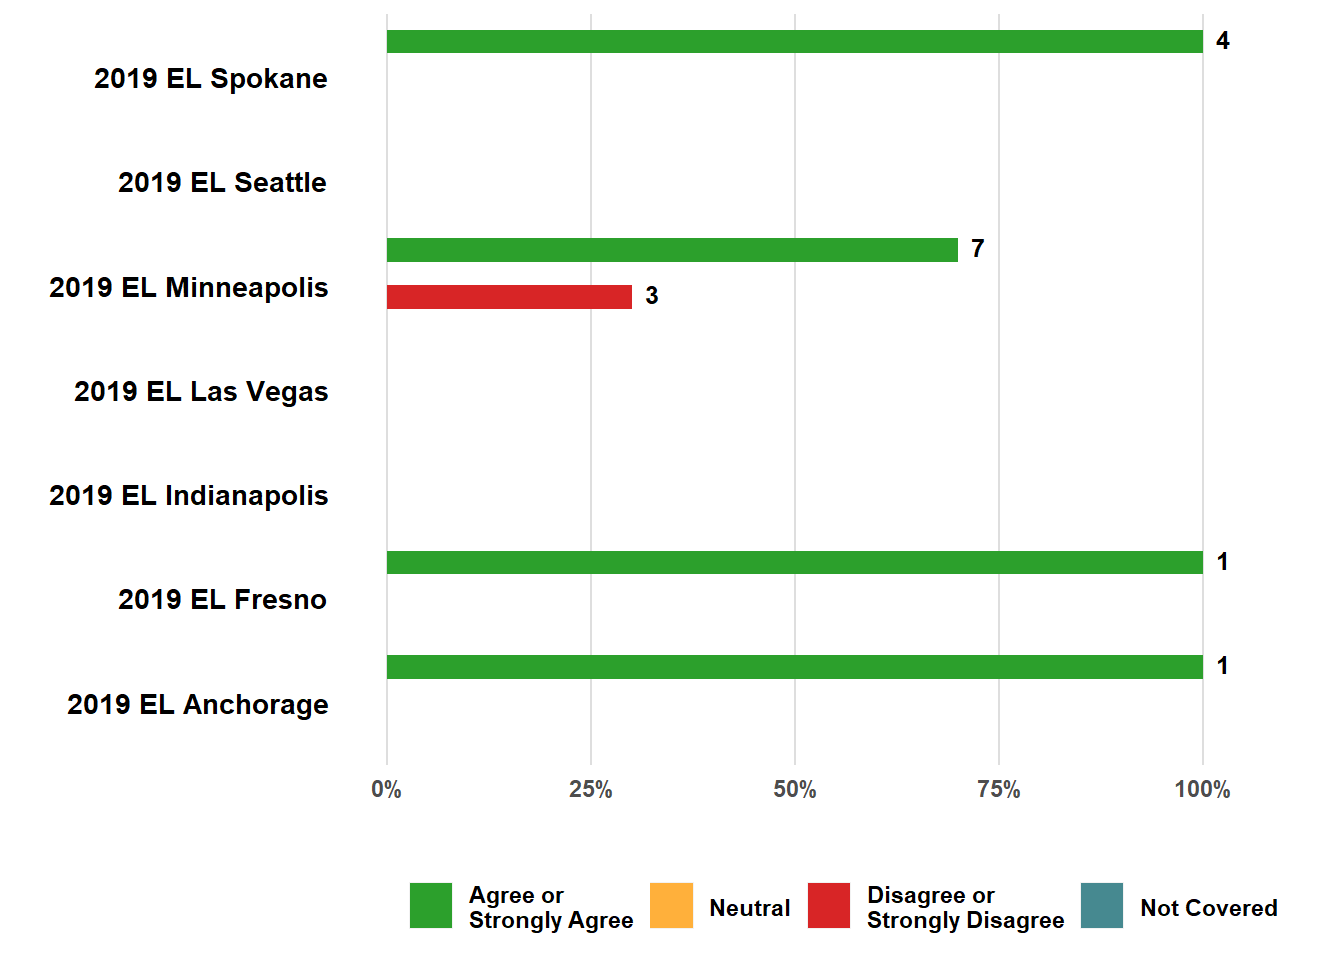 4
2019 EL Spokane
2019 EL Seattle
7
2019 EL Minneapolis
3
2019 EL Las Vegas
2019 EL Indianapolis
1
2019 EL Fresno
1
2019 EL Anchorage
0% 25% 50% 75% 100%
Agree or
Strongly Agree
Neutral
Disagree or
Strongly Disagree
Not Covered